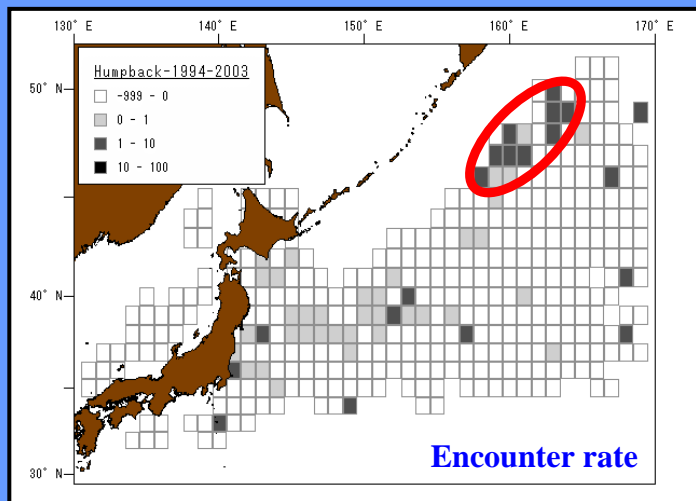 130° E 140° E 150° E 160° E 170° E
Humpback-1994-2003
-999 - 0
0 - 1
1 - 10
10 - 100
50° N
40° N
30° N
Encounter rate